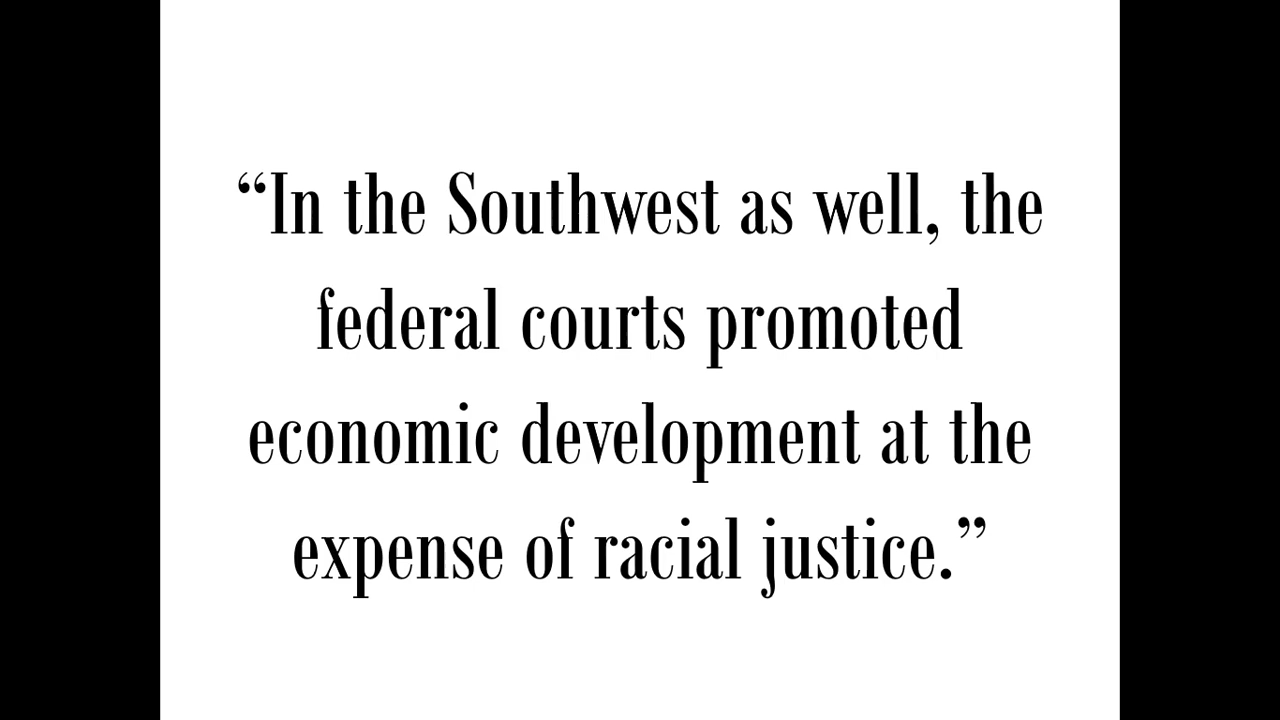 “In the Southwest as well, the
federal courts promoted
economic development at the
expense of racial justice.”